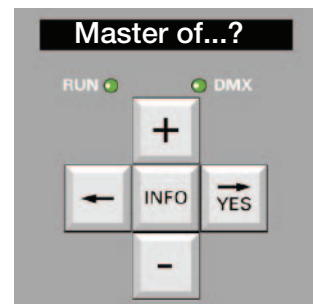 Master of...?
RUN DMX
+
← INFO → YES
-